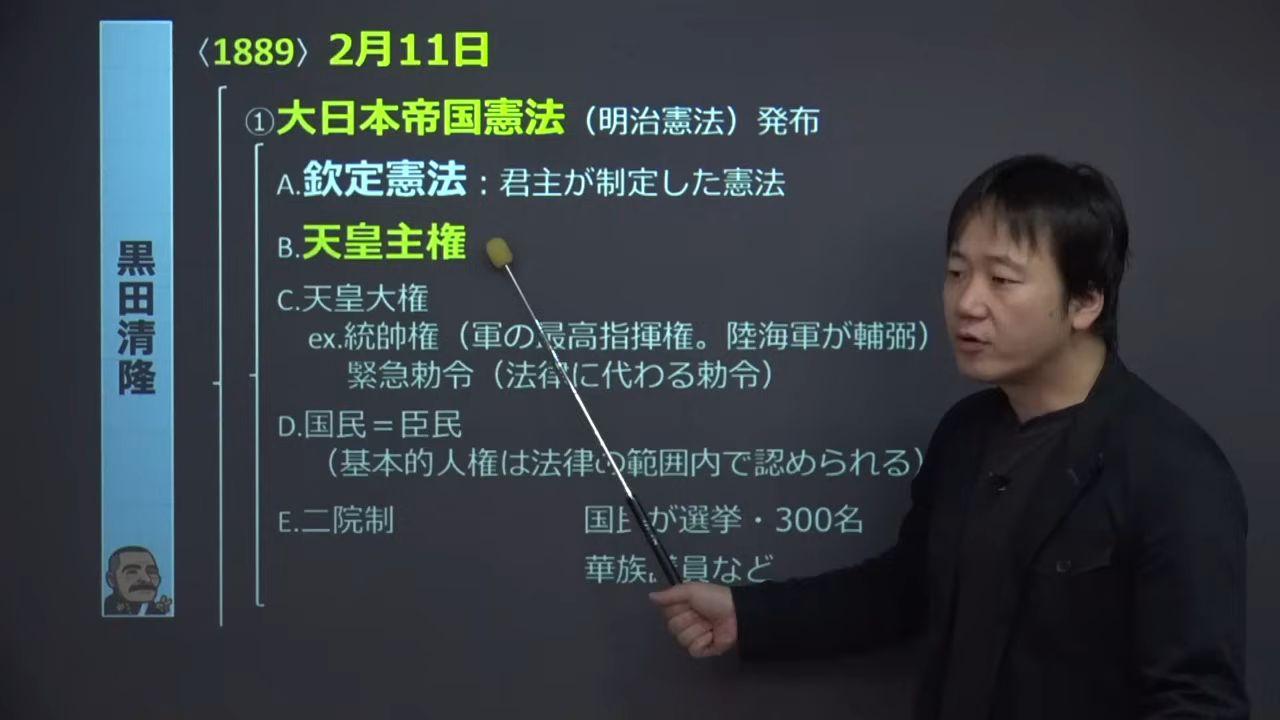 〈1889〉2月11日
①大日本帝国憲法（明治憲法）発布
A.欽定憲法：君主が制定した憲法
B.天皇主権
C.天皇大権
ex.統帥権（軍の最高指揮権。陸海軍が輔弼）
緊急勅令（法律に代わる勅令）
D.国民＝臣民
（基本的人権は法律の範囲内で認められる）
E.二院制 国民が選挙・300名
華族議員など
黒田清隆